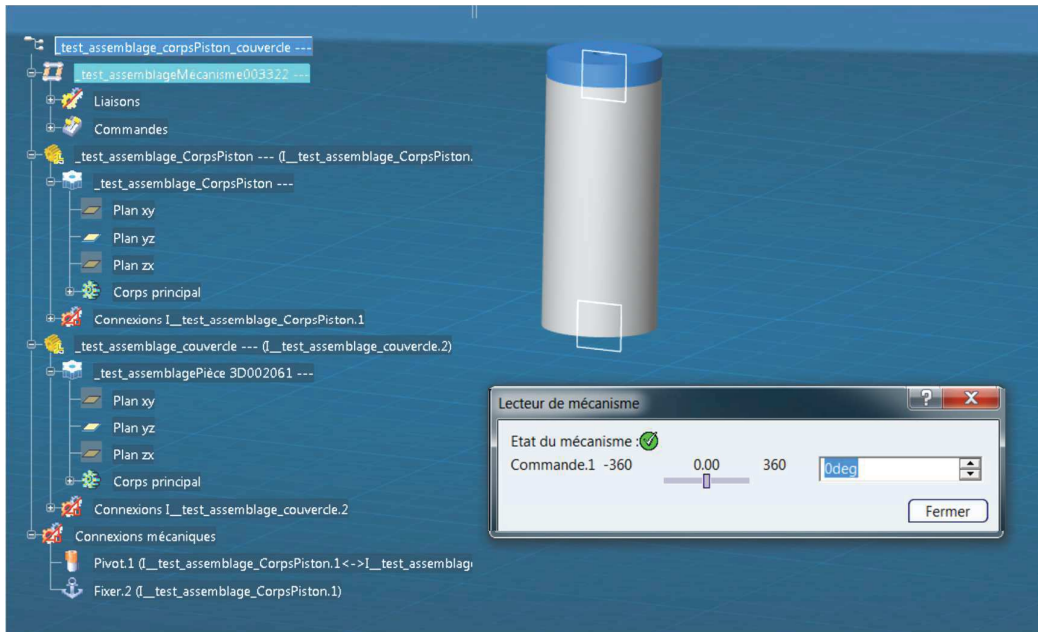 _test_assemblage_corpsPiston_couvercle ---
_test_assemblageMécanisme003322 ---
Liaisons
Commandes
_test_assemblage_CorpsPiston --- (I__test_assemblage_CorpsPiston.
_test_assemblage_CorpsPiston ---
Plan xy
Plan yz
Plan zx
Corps principal
Connexions I__test_assemblage_CorpsPiston.1
_test_assemblage_couvercle --- (I__test_assemblage_couvercle.2)
_test_assemblagePièce 3D002061 ---
Plan xy
Plan yz
Plan zx
Corps principal
Connexions I__test_assemblage_couvercle.2
Connexions mécaniques
Pivot.1 (I__test_assemblage_CorpsPiston.1<->I__test_assemblag
Fixer.2 (I__test_assemblage_CorpsPiston.1)
Lecteur de mécanisme
? X
Etat du mécanisme :
Commande.1 -360 0.00 360 0deg
Fermer